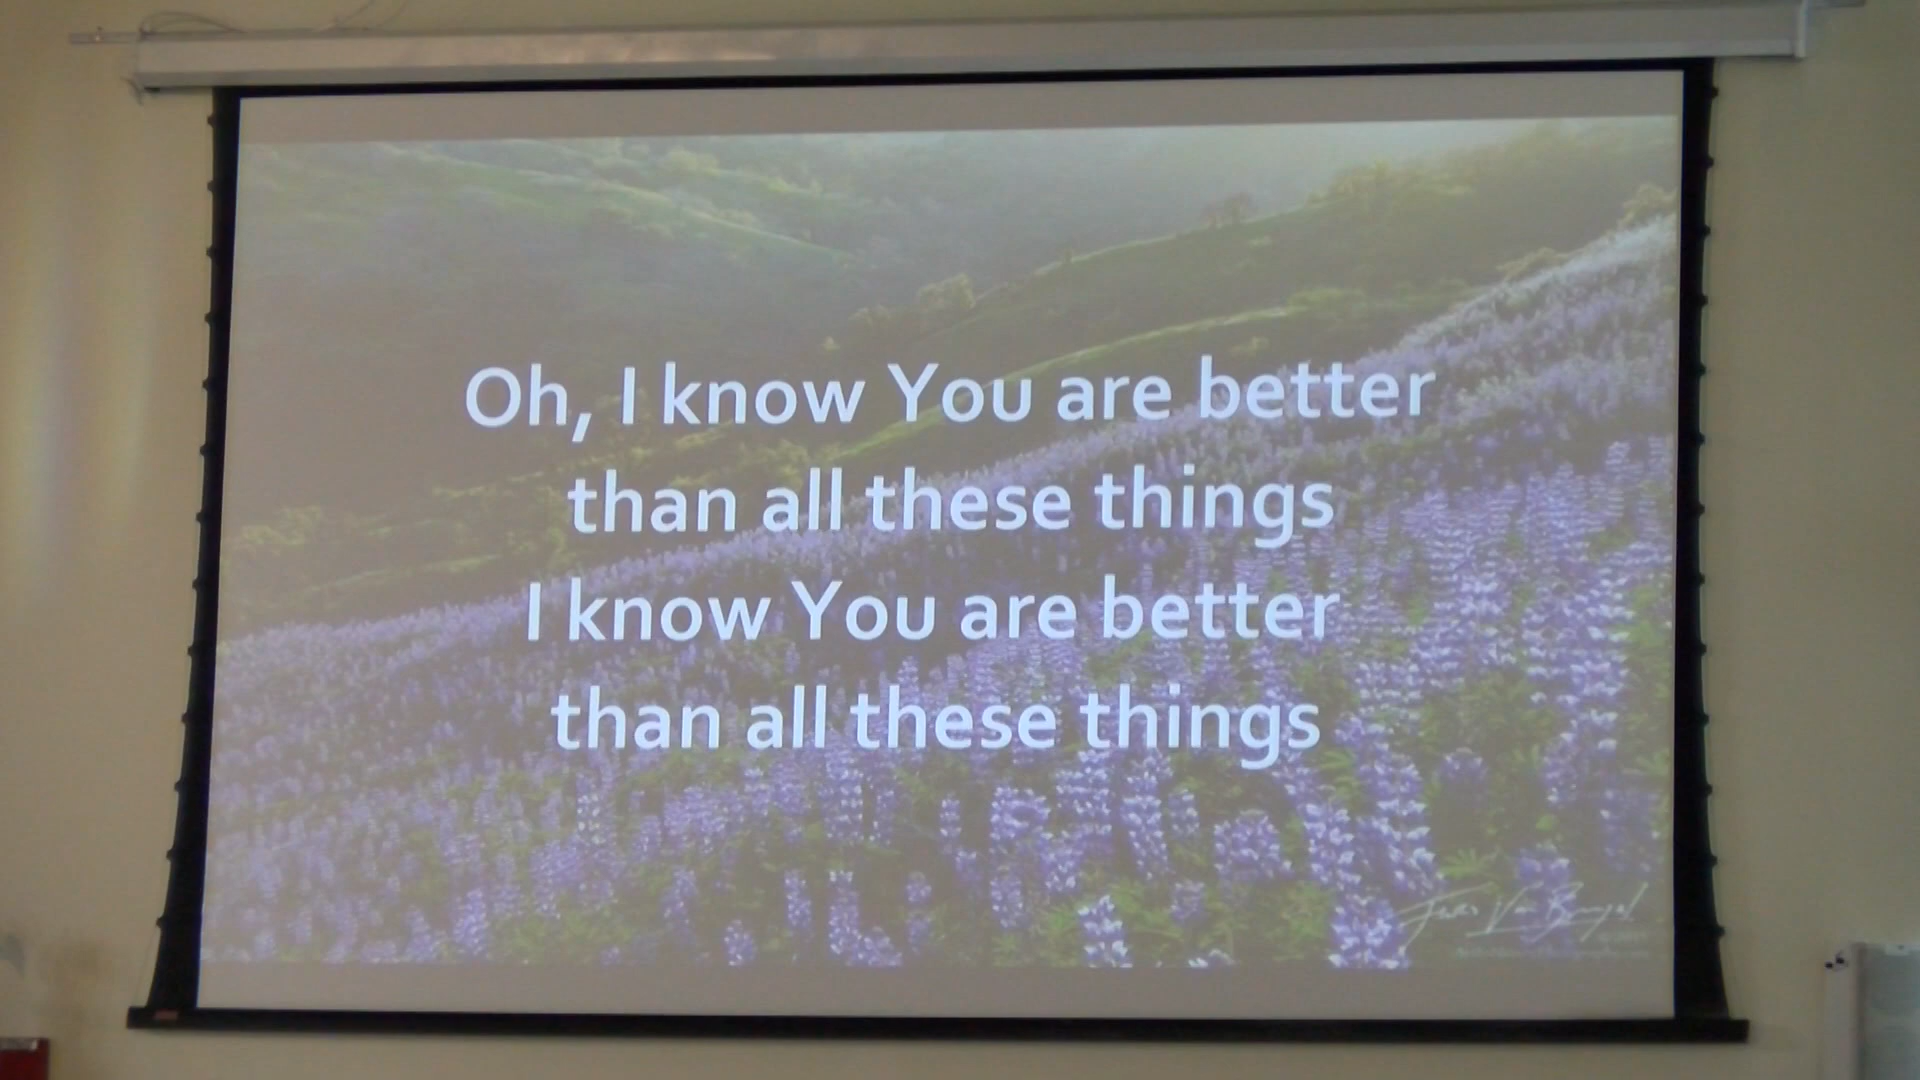 Oh, I know You are better
than all these things
I know You are better
than all these things